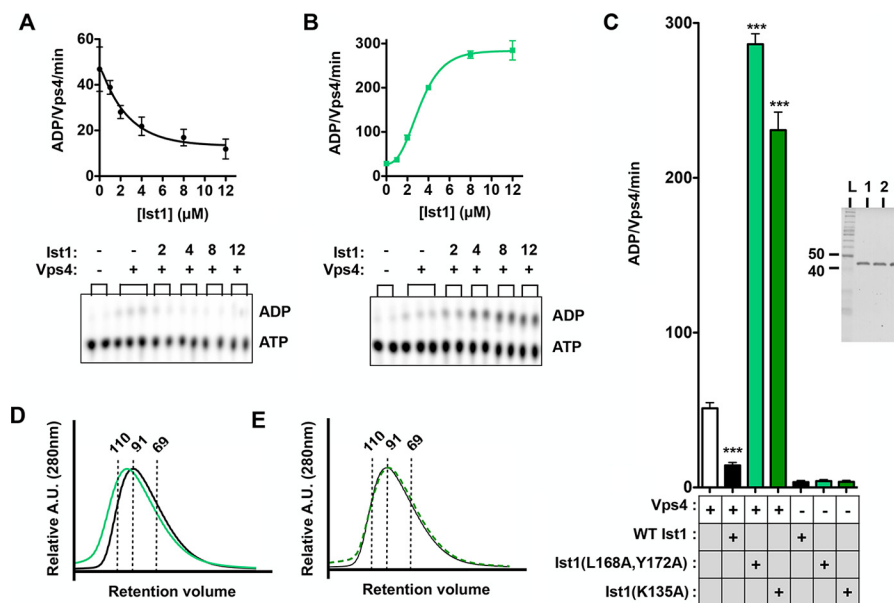 A
ADP/Vps4/min
60
40
20
0
0 2 4 6 8 10 12
[Ist1] (µM)
Ist1: - - 2 4 8 12
Vps4: - + + + + +
ADP
ATP
B
ADP/Vps4/min
300
200
100
0
0 2 4 6 8 10 12
[Ist1] (µM)
Ist1: - - 2 4 8 12
Vps4: - + + + + +
ADP
ATP
C
ADP/Vps4/min
300
200
100
0
***
***
***
L 1 2
50
40
Vps4 : + + + + - - -
WT Ist1 : + +
Ist1(L168A,Y172A) : + +
Ist1(K135A) : + +
D
Relative A.U. (280nm)
110 91 69
Retention volume
E
Relative A.U. (280nm)
110 91 69
Retention volume